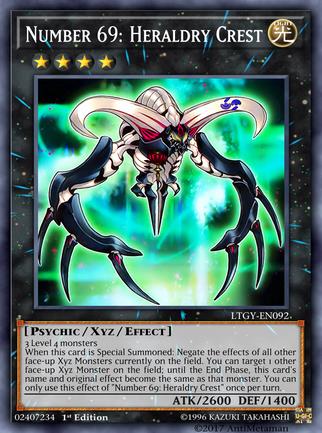 Number 69: Heraldry Crest
LIGHT
光
LTGY-EN092
[Psychic / Xyz / Effect]
3 Level 4 monsters
When this card is Special Summoned: Negate the effects of all other
face-up Xyz Monsters currently on the field. You can target 1 other
face-up Xyz Monster on the field; until the End Phase, this card's
name and original effect become the same as that monster. You can
only use this effect of "Number 69: Heraldry Crest" once per turn.
ATK/2600 DEF/1400
02407234 1st Edition ©1996 KAZUKI TAKAHASHI
©2017 AntiMetaman